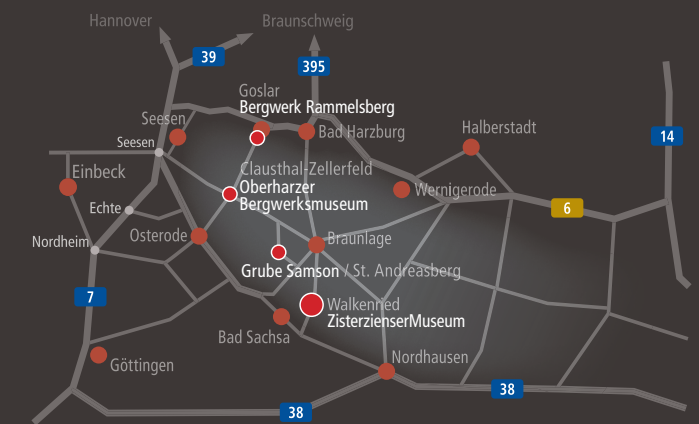 Hannover
Braunschweig
39
395
Goslar
Bergwerk Rammelsberg
Seesen
Bad Harzburg
Halberstadt
14
Seesen
Clausthal-Zellerfeld
Einbeck
Oberharzer
Bergwerksmuseum
Wernigerode
Echte
6
Osterode
Braunlage
Nordheim
Grube Samson / St. Andreasberg
7
Walkenried
ZisterzienserMuseum
Bad Sachsa
Göttingen
Nordhausen
38
38